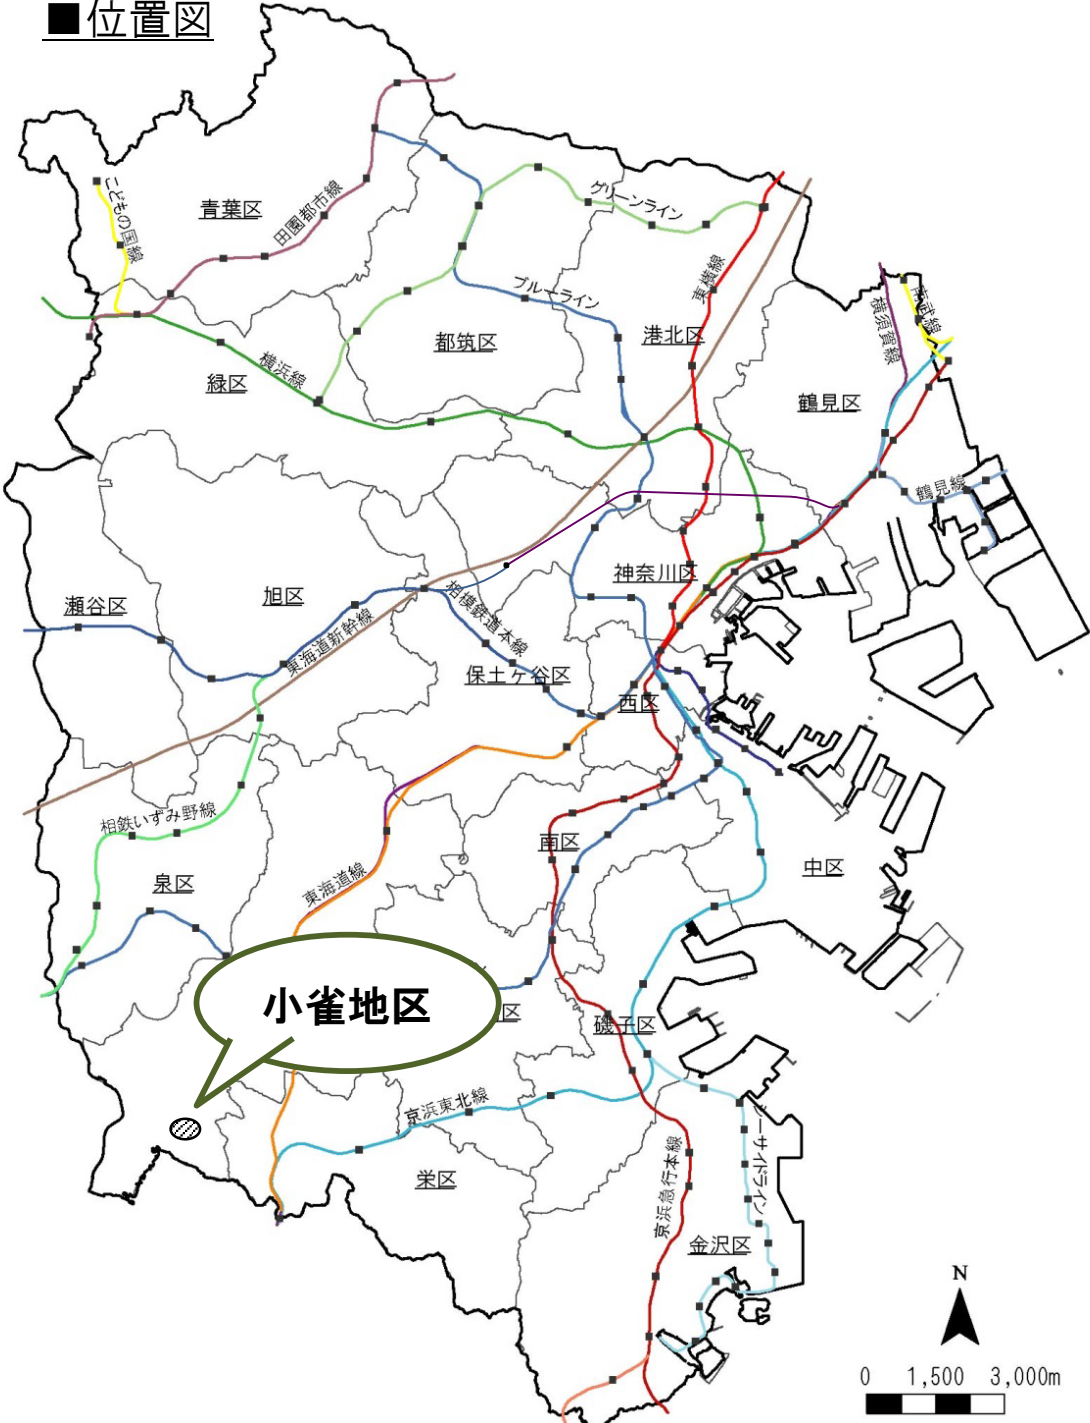 ■位置図
こどもの国線
青葉区
田園都市線
グリーンライン
東横線
ブルーライン
都筑区
港北区
横須賀線
南武線
緑区
横浜線
鶴見区
鶴見線
瀬谷区
旭区
東海道新幹線
相模鉄道本線
神奈川区
保土ヶ谷区
西区
相鉄いずみ野線
南区
中区
泉区
東海道線
小雀地区
区
磯子区
京浜東北線
栄区
京浜急行本線
シーサイドライン
金沢区
N
0 1,500 3,000m